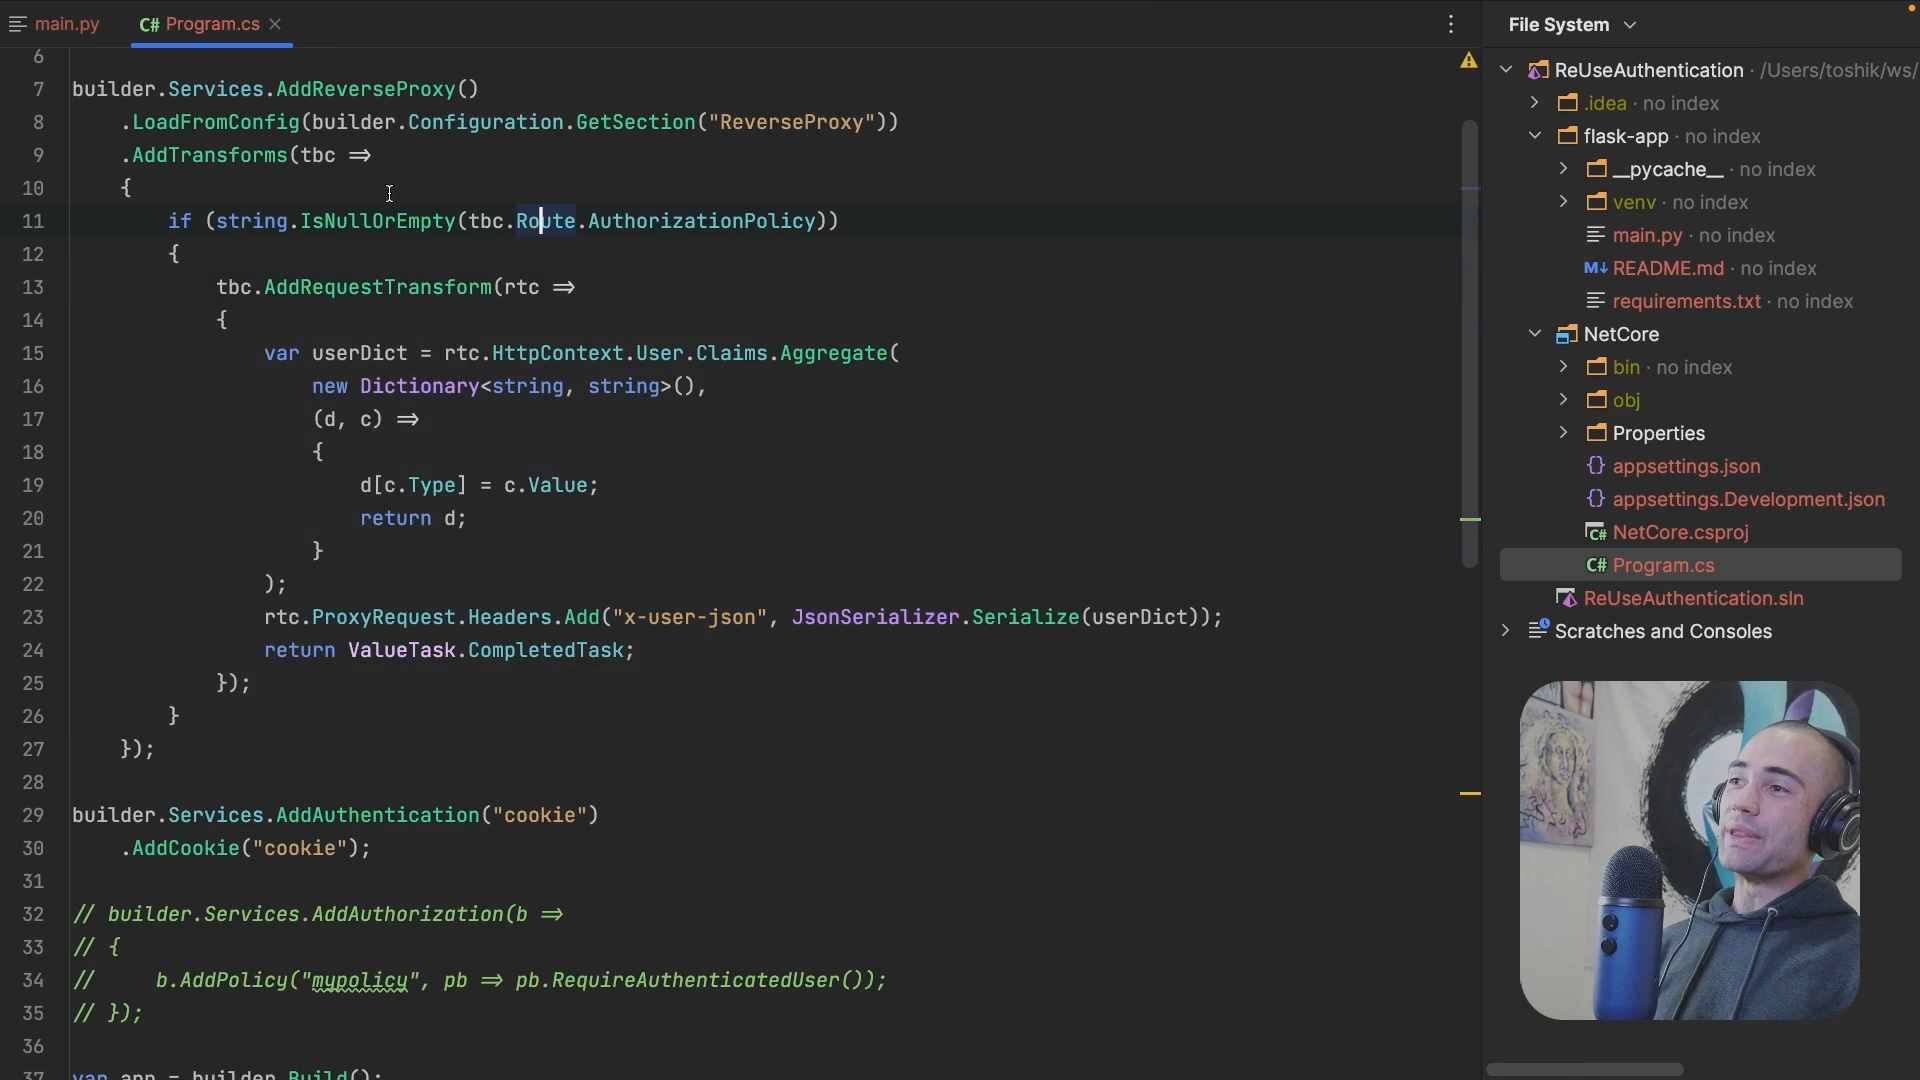 main.py
C# Program.cs
File System
6
7 builder.Services.AddReverseProxy()
8 .LoadFromConfig(builder.Configuration.GetSection("ReverseProxy"))
9 .AddTransforms(tbc =>
10 {
11 if (string.IsNullOrEmpty(tbc.Route.AuthorizationPolicy))
12 {
13 tbc.AddRequestTransform(rtc =>
14 {
15 var userDict = rtc.HttpContext.User.Claims.Aggregate(
16 new Dictionary<string, string>(),
17 (d, c) =>
18 {
19 d[c.Type] = c.Value;
20 return d;
21 }
22 );
23 rtc.ProxyRequest.Headers.Add("x-user-json", JsonSerializer.Serialize(userDict));
24 return ValueTask.CompletedTask;
25 });
26 }
27 });
28
29 builder.Services.AddAuthentication("cookie")
30 .AddCookie("cookie");
31
32 // builder.Services.AddAuthorization(b =>
33 // {
34 // b.AddPolicy("mypolicy", pb => pb.RequireAuthenticatedUser());
35 // });
36
37 var app = builder.Build();
ReUseAuthentication · /Users/toshik/ws/
.idea · no index
flask-app · no index
__pycache__ · no index
venv · no index
main.py · no index
M↓ README.md · no index
requirements.txt · no index
NetCore
bin · no index
obj
Properties
{} appsettings.json
{} appsettings.Development.json
C# NetCore.csproj
C# Program.cs
ReUseAuthentication.sln
Scratches and Consoles